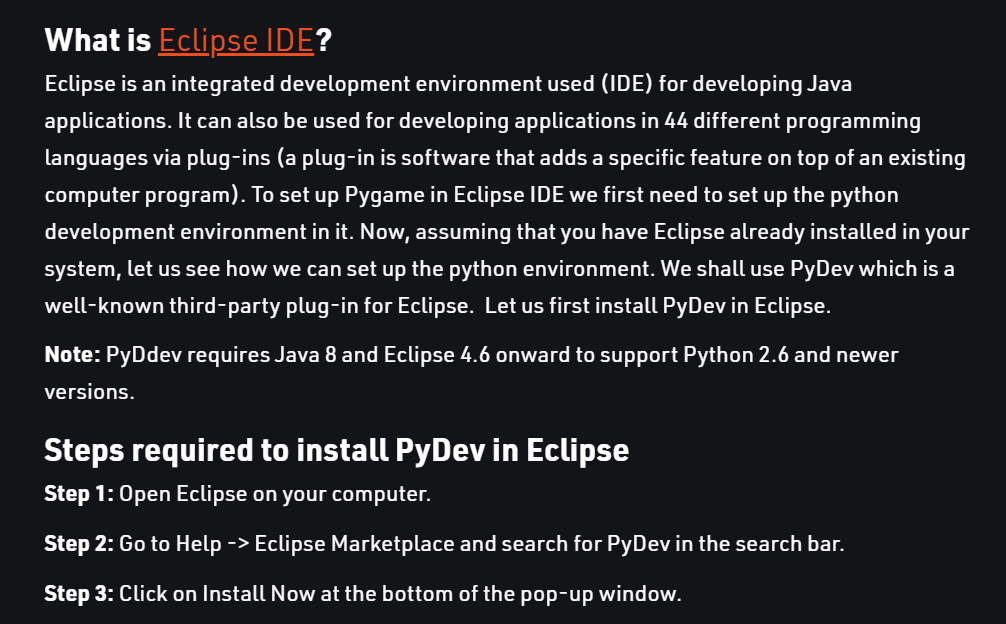 What is Eclipse IDE?
Eclipse is an integrated development environment used (IDE) for developing Java
applications. It can also be used for developing applications in 44 different programming
languages via plug-ins (a plug-in is software that adds a specific feature on top of an existing
computer program). To set up Pygame in Eclipse IDE we first need to set up the python
development environment in it. Now, assuming that you have Eclipse already installed in your
system, let us see how we can set up the python environment. We shall use PyDev which is a
well-known third-party plug-in for Eclipse.  Let us first install PyDev in Eclipse.
Note: PyDdev requires Java 8 and Eclipse 4.6 onward to support Python 2.6 and newer
versions.
Steps required to install PyDev in Eclipse
Step 1: Open Eclipse on your computer.
Step 2: Go to Help -> Eclipse Marketplace and search for PyDev in the search bar.
Step 3: Click on Install Now at the bottom of the pop-up window.